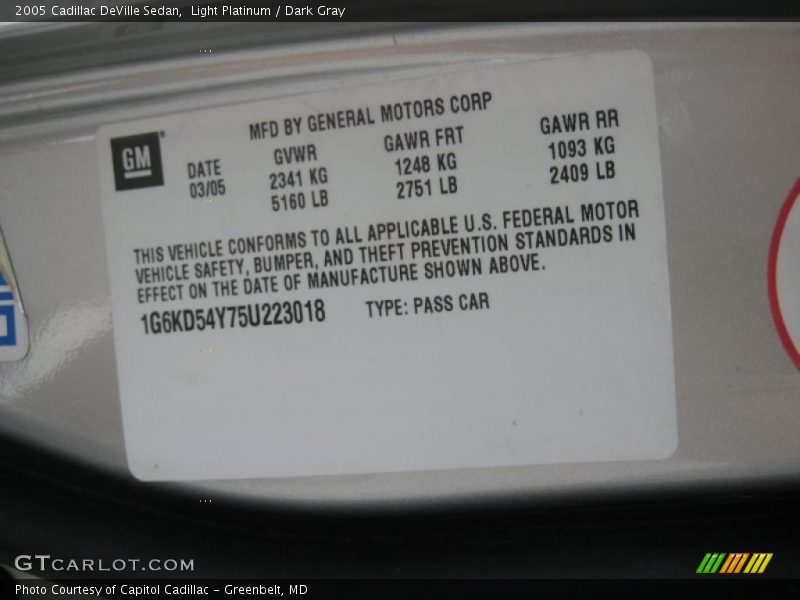 2005 Cadillac DeVille Sedan,  Light Platinum / Dark Gray
MFD BY GENERAL MOTORS CORP
GM
DATE GVWR GAWR FRT GAWR RR
03/05 2341 KG 1248 KG 1093 KG
5160 LB 2751 LB 2409 LB
THIS VEHICLE CONFORMS TO ALL APPLICABLE U.S. FEDERAL MOTOR
VEHICLE SAFETY, BUMPER, AND THEFT PREVENTION STANDARDS IN
EFFECT ON THE DATE OF MANUFACTURE SHOWN ABOVE.
1G6KD54Y75U223018 TYPE: PASS CAR
GTCARLOT.COM
Photo Courtesy of Capitol Cadillac - Greenbelt, MD